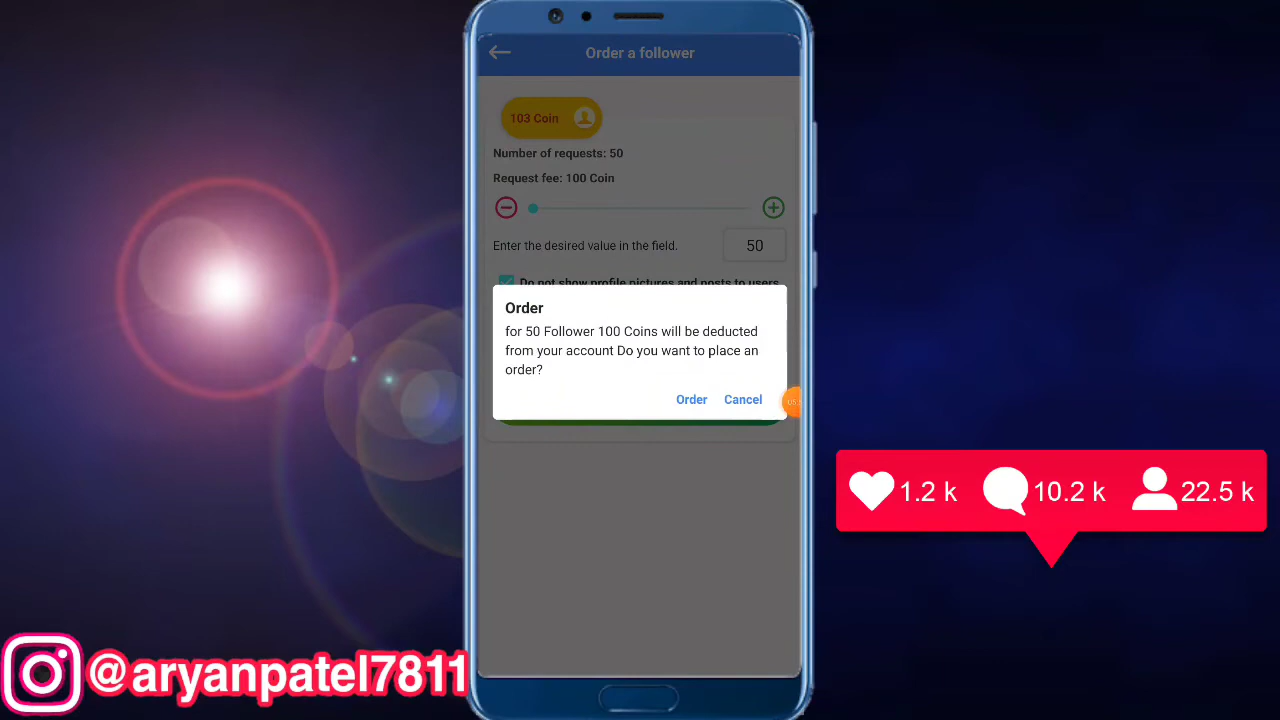 Order a follower
103 Coin
Number of requests: 50
Request fee: 100 Coin
Enter the desired value in the field.
50
Do not show profile pictures and posts to users
Order
for 50 Follower 100 Coins will be deducted
from your account Do you want to place an
order?
Order
Cancel
1.2 k
10.2 k
22.5 k
@aryanpatel7811